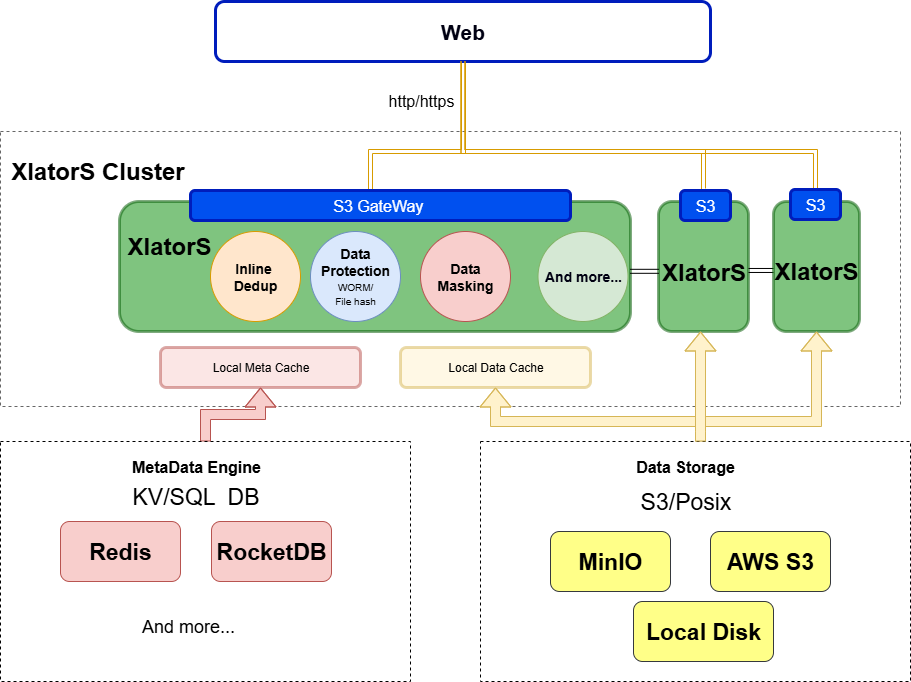 Web
http/https
XlatorS Cluster
S3 GateWay
S3
S3
XlatorS
Inline
Dedup
Data
Protection
WORM/
File hash
Data
Masking
And more...
XlatorS
XlatorS
Local Meta Cache
Local Data Cache
MetaData Engine
KV/SQL  DB
Redis
RocketDB
And more...
Data Storage
S3/Posix
MinIO
AWS S3
Local Disk